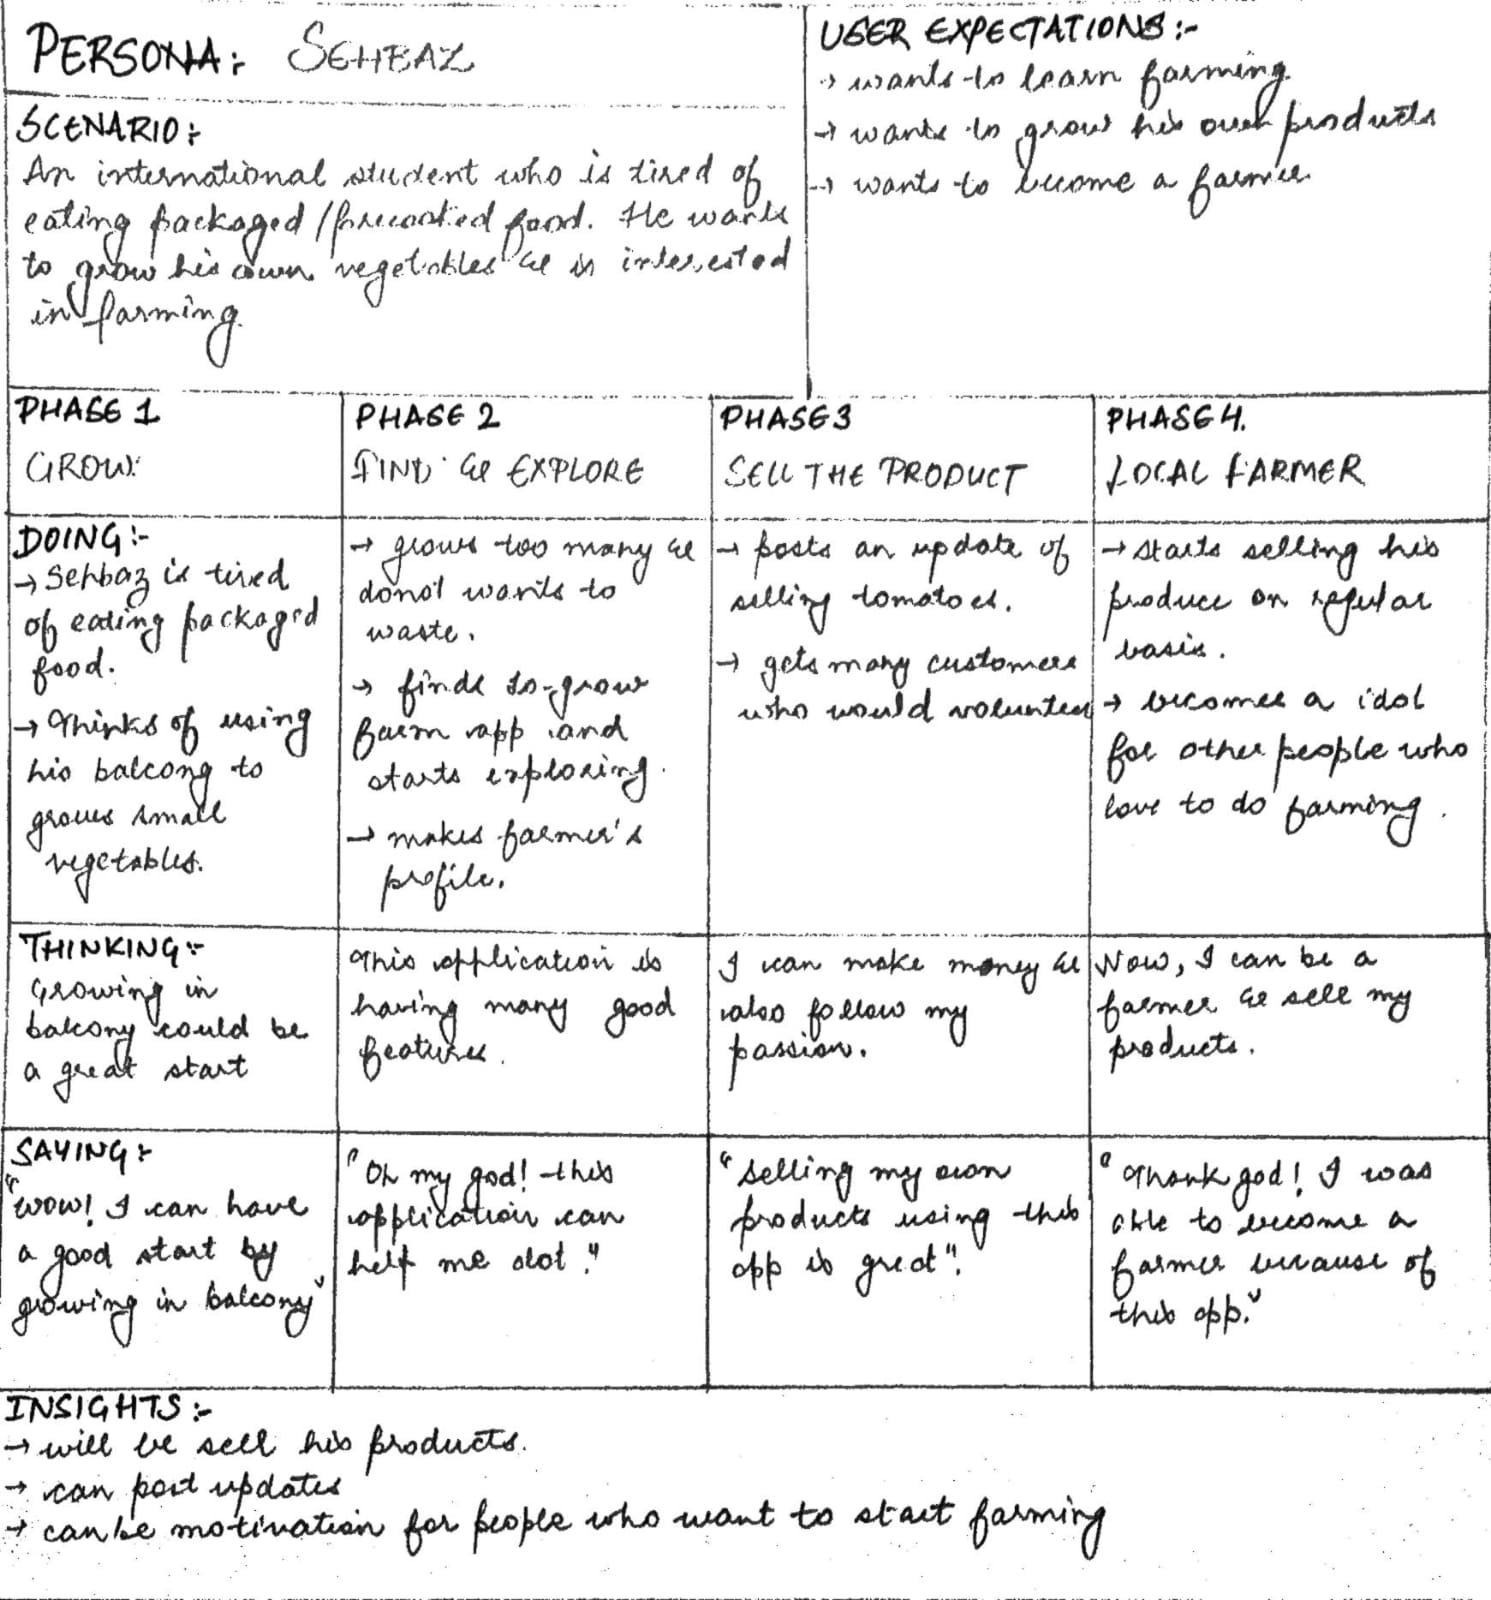 PERSONA: SEHBAZ
SCENARIO:
An international student who is tired of
eating packaged/precooked food. He wants
to grow his own vegetables & is interested
in farming.
USER EXPECTATIONS:-
→ wants to learn farming.
→ wants to grow his own products
→ wants to become a farmer.
PHASE 1
GROW:
PHASE 2
FIND & EXPLORE
PHASE 3
SELL THE PRODUCT
PHASE 4.
LOCAL FARMER
DOING:-
→ Sehbaz is tired
of eating packaged
food.
→ Thinks of using
his balcong to
grows small
vegetables.
→ grows too many &
donot wants to
waste.
→ finds so-grow
farm app and
starts exploring.
→ makes farmer's
profile.
→ posts an update of
selling tomatoes.
→ gets many customers
who would volunteer
→ starts selling his
produce on regular
basis.
→ becomes a idol
for other people who
love to do farming.
THINKING:-
Growing in
balcony could be
a great start
This application is
having many good
features.
I can make money &
also follow my
passion.
Now, I can be a
farmer & sell my
products.
SAYING:-
"Wow! I can have
a good start by
growing in balcony"
"Oh my god! this
application can
help me alot."
"Selling my own
products using this
app is great".
"Thank god! I was
able to become a
farmer because of
this app."
INSIGHTS:-
→ will be sell his products.
→ can post updates
→ can be motivation for people who want to start farming